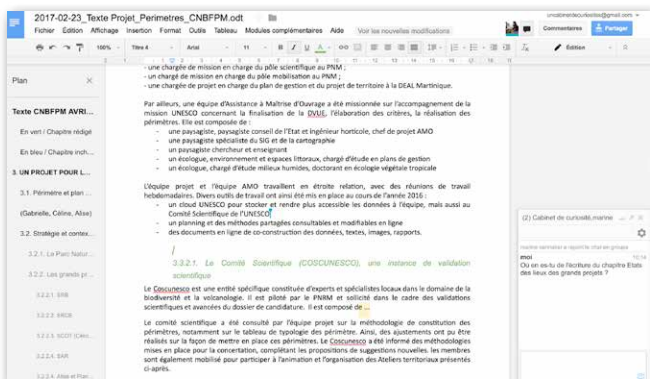 2017-02-23_Texte Projet_Perimetres_CNBFPM.odt
Fichier Édition Affichage Insertion Format Outils Tableau Modules complémentaires Aide Voir les nouvelles modifications
Commentaires
Partager
100% Titre 4 Arial 11
Édition
Plan
Texte CNBFPM AVRI...
En vert / Chapitre rédigé
En bleu / Chapitre inch...
3. UN PROJET POUR L...
3.1. Périmètre et plan ...
(Gabrielle, Céline, Alise)
3.2. Stratégie et contex...
3.2.1. Le Parc Natur...
3.2.2. Les grands pr...
3.2.2.1. SRB
3.2.2.4. SAR
- une chargée de mission en charge du pôle scientifique au PNM ;
- un chargé de mission en charge du pôle mobilisation au PNM ;
- une chargée de projet en charge du plan de gestion et du projet de territoire à la DEAL Martinique.
Par ailleurs, une équipe d'Assistance à Maîtrise d'Ouvrage a été missionnée sur l'accompagnement de la
mission UNESCO concernant la finalisation de la DVUE, l'élaboration des critères, la réalisation des
périmètres. Elle est composée de :
- une paysagiste, paysagiste conseil de l'État et ingénieur horticole, chef de projet AMO
- une paysagiste spécialiste du SIG et de la cartographie
- un paysagiste chercheur et enseignant
- un écologue, environnement et espaces littoraux, chargé d'étude en plans de gestion
- un écologue, chargé d'étude milieux humides, doctorant en écologie végétale tropicale
L'équipe projet et l'équipe AMO travaillent en étroite relation, avec des réunions de travail
hebdomadaires. Divers outils de travail ont ainsi été mis en place au cours de l'année 2016 :
- un cloud UNESCO pour stocker et rendre plus accessible les données à l'équipe, mais aussi au
Comité Scientifique de l'UNESCO
- un planning et des méthodes partagées consultables et modifiables en ligne
- des documents en ligne de co-construction des données, textes, images, rapports.
3.3.2.1. Le Comité Scientifique (COSCUNESCO), une instance de validation
scientifique
Le Coscunesco est une entité spécifique constituée d'experts et spécialistes locaux dans le domaine de la
biodiversité et la volcanologie. Il est piloté par le PNRM et sollicité dans le cadre des validations
scientifiques et avancées du dossier de candidature. Il est composé de ...
Le comité scientifique a été consulté par l'équipe projet sur la méthodologie de constitution des
périmètres, notamment sur le tableau de typologie des périmètre. Ainsi, des ajustements ont pu être
réalisés sur la façon de mettre en place ces périmètres. Le Coscunesco a été informé des méthodologies
mises en place pour la concertation, complétant les propositions de suggestions nouvelles. les membres
sont également mobilisé pour participer à l'animation et l'organisation des Ateliers territoriaux présentés
ci-après.
(2) Cabinet de curiosité,marine
moi
Où en es-tu de l'écriture du chapitre Etats
des lieux des grands projets ?